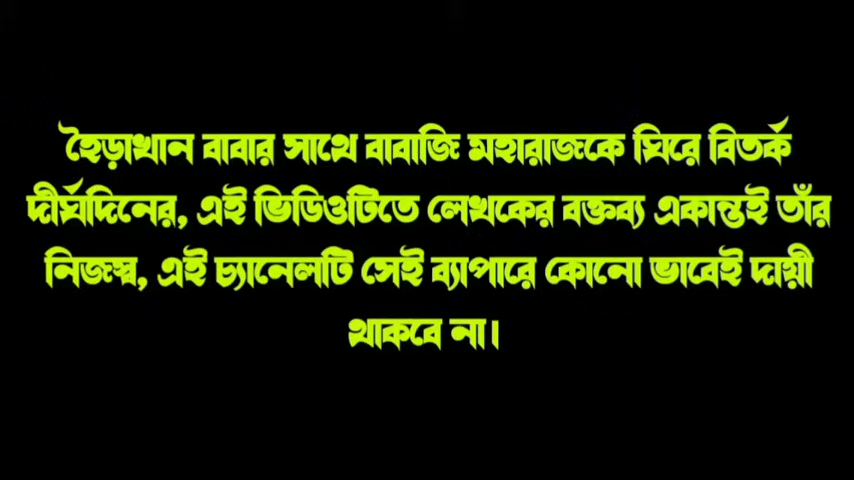 হৈড়াখান বাবার সাথে বাবাজি মহারাজকে ঘিরে বিতর্ক
দীর্ঘদিনের, এই ভিডিওটিতে লেখকের বক্তব্য একান্তই তাঁর
নিজস্ব, এই চ্যানেলটি সেই ব্যাপারে কোনো ভাবেই দায়ী
থাকবে না।